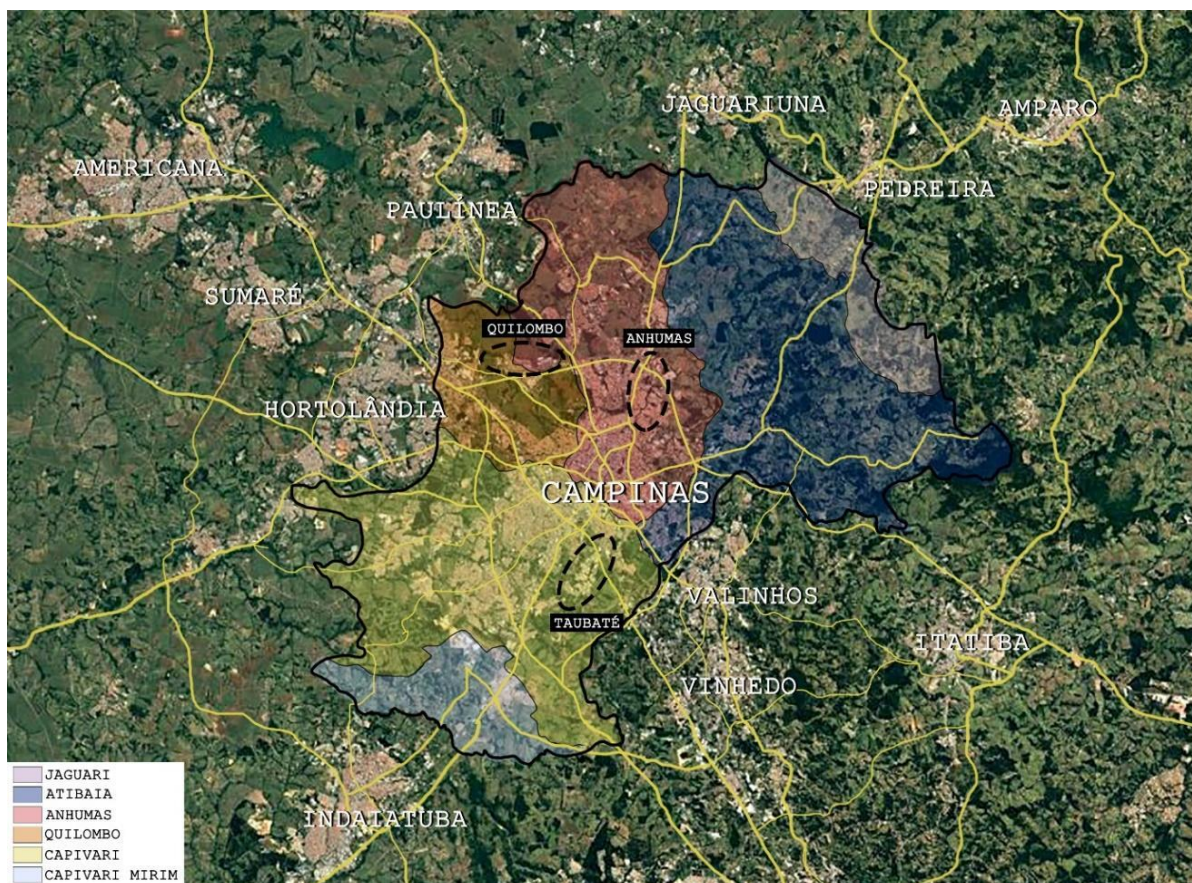 JAGUARIUNA
AMPARO
AMERICANA
PEDREIRA
PAULÍNEA
SUMARÉ
QUILOMBO
ANHUMAS
HORTOLÂNDIA
CAMPINAS
VALINHOS
TAUBATÉ
ITATIBA
VINHEDO
INDAIATUBA
JAGUARI
ATIBAIA
ANHUMAS
QUILOMBO
CAPIVARI
CAPIVARI MIRIM